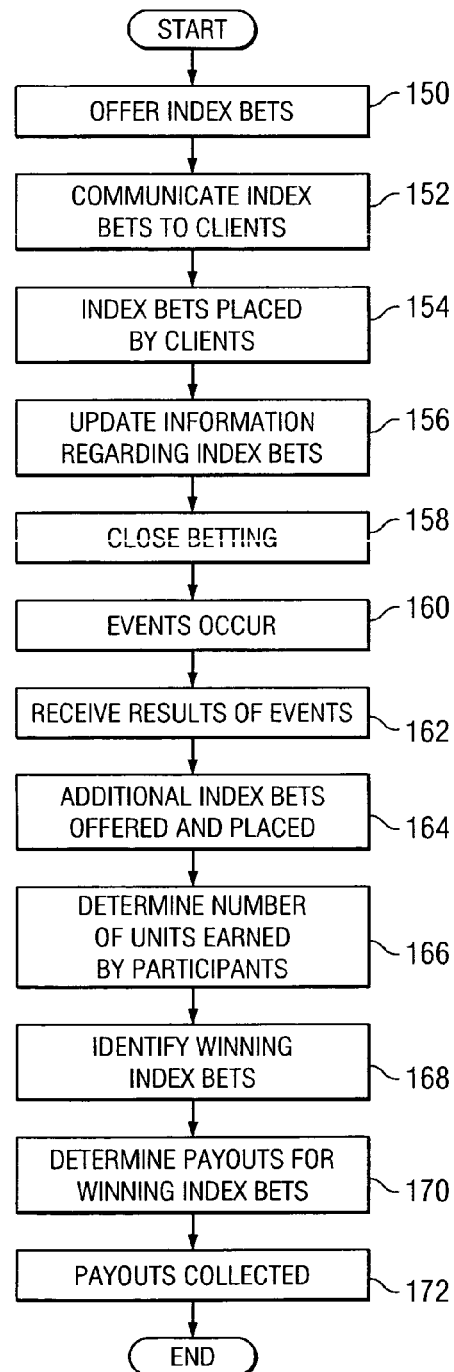 START
OFFER INDEX BETS
150
COMMUNICATE INDEX
BETS TO CLIENTS
152
INDEX BETS PLACED
BY CLIENTS
154
UPDATE INFORMATION
REGARDING INDEX BETS
156
CLOSE BETTING
158
EVENTS OCCUR
160
RECEIVE RESULTS OF EVENTS
162
ADDITIONAL INDEX BETS
OFFERED AND PLACED
164
DETERMINE NUMBER
OF UNITS EARNED
BY PARTICIPANTS
166
IDENTIFY WINNING
INDEX BETS
168
DETERMINE PAYOUTS FOR
WINNING INDEX BETS
170
PAYOUTS COLLECTED
172
END